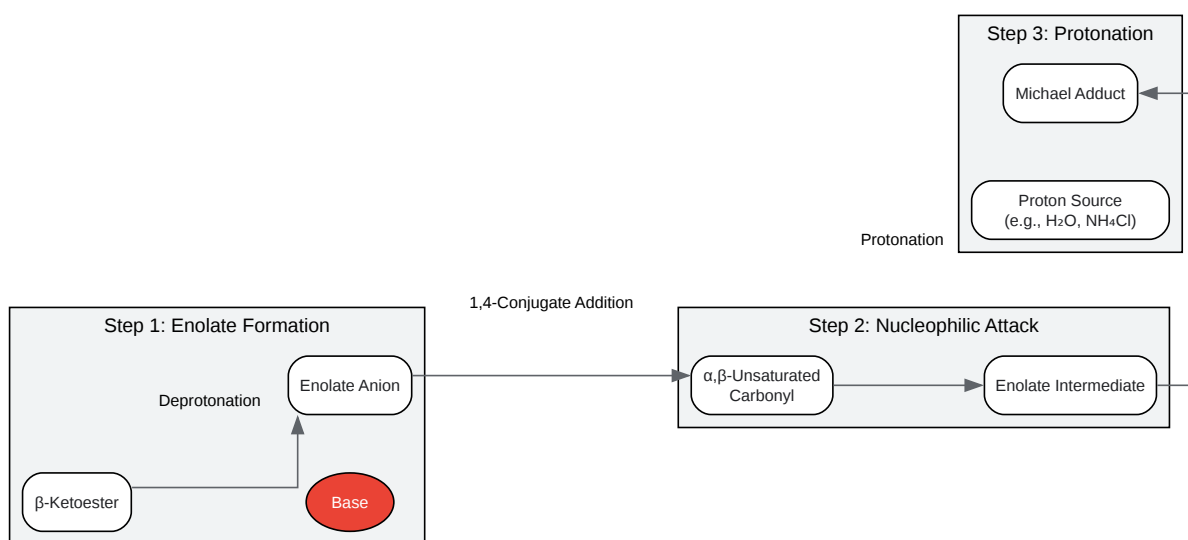 Step 3: Protonation
Michael Adduct
Proton Source
(e.g., H₂O, NH₄Cl)
Protonation
1,4-Conjugate Addition
Step 1: Enolate Formation
Enolate Anion
Deprotonation
β-Ketoester
Base
Step 2: Nucleophilic Attack
α,β-Unsaturated
Carbonyl
Enolate Intermediate